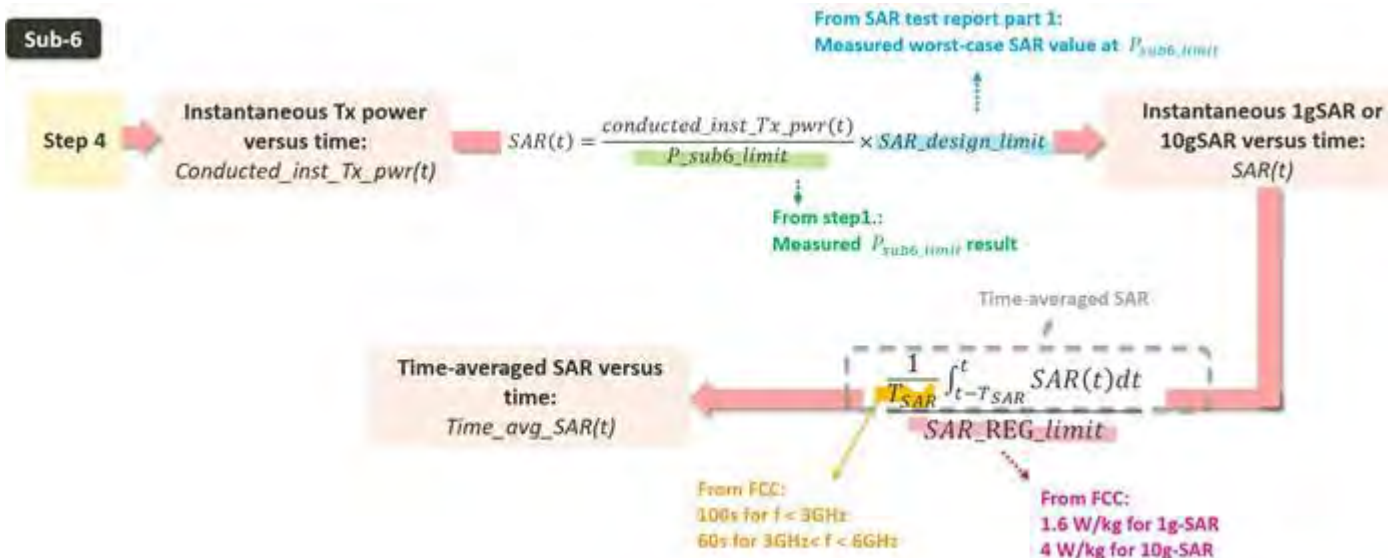 Sub-6
From SAR test report part 1:
Measured worst-case SAR value at P_sub6_limit
Step 4
Instantaneous Tx power
versus time:
Conducted_inst_Tx_pwr(t)
SAR(t) = conducted_inst_Tx_pwr(t) / P_sub6_limit × SAR_design_limit
Instantaneous 1gSAR or
10gSAR versus time:
SAR(t)
From step1.:
Measured P_sub6_limit result
Time-averaged SAR
1/T_SAR ∫_{t-T_SAR}^{t} SAR(t)dt
SAR_REG_limit
Time-averaged SAR versus
time:
Time_avg_SAR(t)
From FCC:
100s for f < 3GHz
60s for 3GHz< f < 6GHz
From FCC:
1.6 W/kg for 1g-SAR
4 W/kg for 10g-SAR